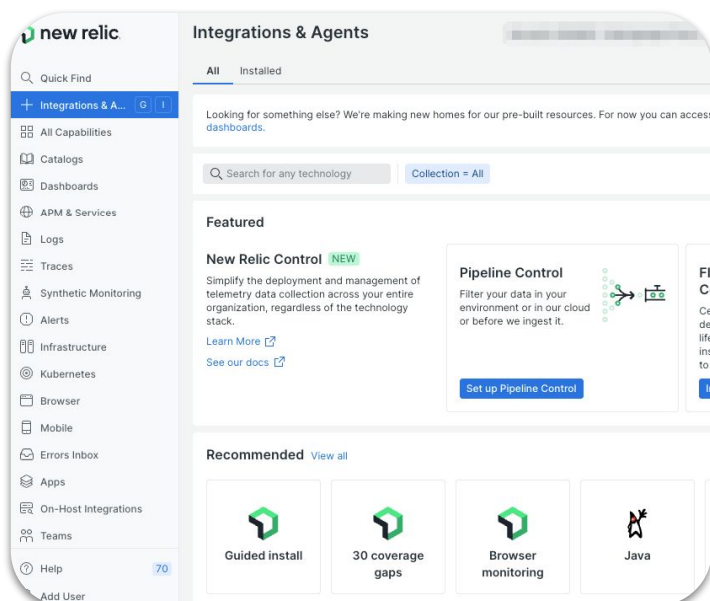 new relic
Quick Find
Integrations & A... G I
All Capabilities
Catalogs
Dashboards
APM & Services
Logs
Traces
Synthetic Monitoring
Alerts
Infrastructure
Kubernetes
Browser
Mobile
Errors Inbox
Apps
On-Host Integrations
Teams
Help 70
Add User
Integrations & Agents
All Installed
Looking for something else? We're making new homes for our pre-built resources. For now you can access
dashboards.
Search for any technology Collection = All
Featured
New Relic Control NEW
Simplify the deployment and management of
telemetry data collection across your entire
organization, regardless of the technology
stack.
Learn More
See our docs
Pipeline Control
Filter your data in your
environment or in our cloud
or before we ingest it.
Set up Pipeline Control
Fl
C
Ce
de
life
ins
to
Recommended View all
Guided install
30 coverage
gaps
Browser
monitoring
Java